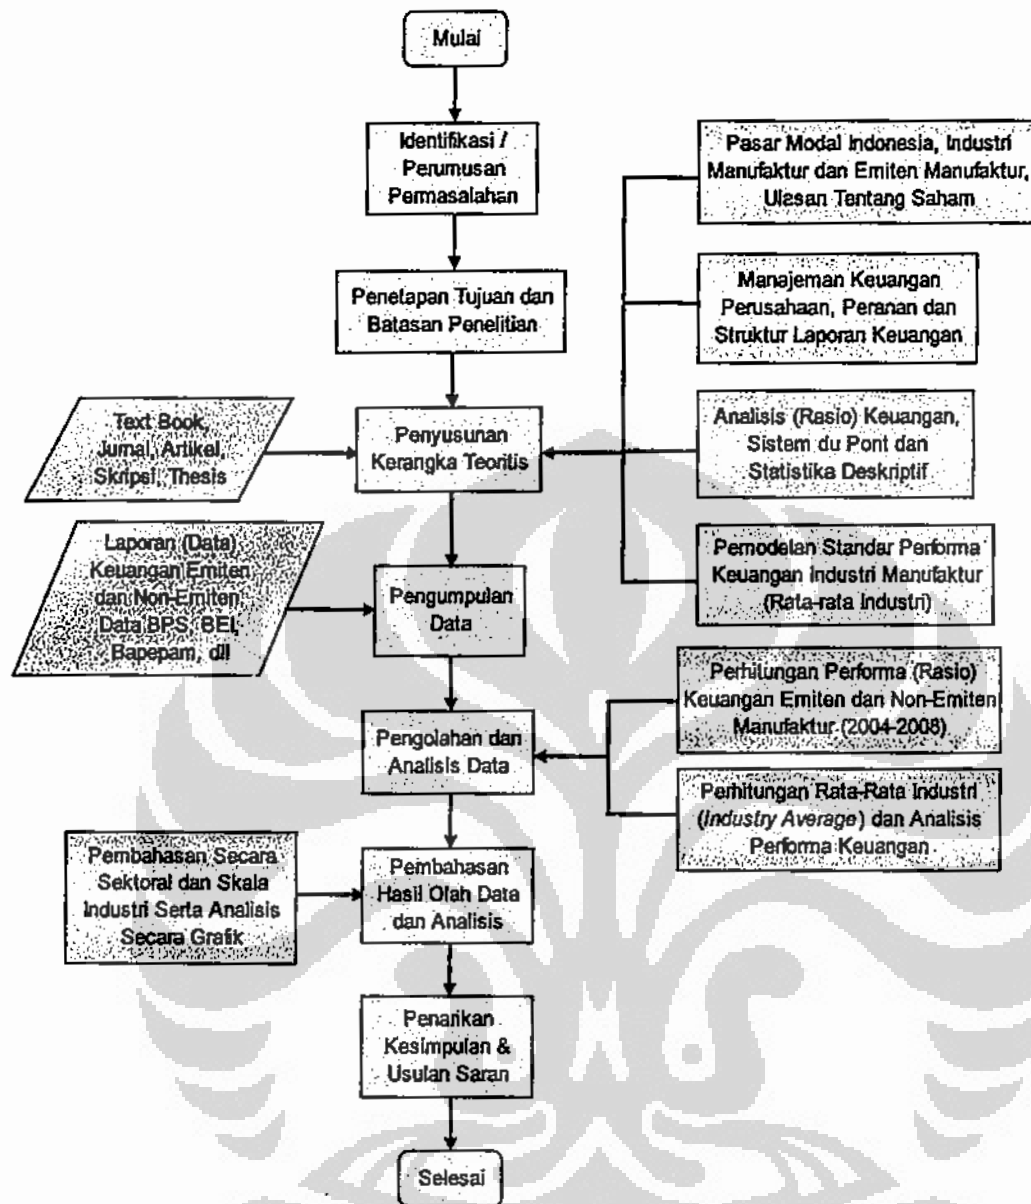 Mulai
Identifikasi /
Perumusan
Permasalahan
Penetapan Tujuan dan
Batasan Penelitian
Text Book,
Jurnal, Artikel,
Skripsi, Thesis
Penyusunan
Kerangka Teoritis
Pasar Modal Indonesia, Industri
Manufaktur dan Emiten Manufaktur,
Ulasan Tentang Saham
Manajeman Keuangan
Perusahaan, Peranan dan
Struktur Laporan Keuangan
Analisis (Rasio) Keuangan,
Sistem du Pont dan
Statistika Deskriptif
Pemodelan Standar Performa
Keuangan Industri Manufaktur
(Rata-rata Industri)
Laporan (Data)
Keuangan Emiten
dan Non-Emiten
Data BPS, BEI,
Bapepam, dll
Pengumpulan
Data
Pengolahan dan
Analisis Data
Perhitungan Performa (Rasio)
Keuangan Emiten dan Non-Emiten
Manufaktur (2004-2008)
Perhitungan Rata-Rata Industri
(Industry Average) dan Analisis
Performa Keuangan
Pembahasan Secara
Sektoral dan Skala
Industri Serta Analisis
Secara Grafik
Pembahasan
Hasil Olah Data
dan Analisis
Penarikan
Kesimpulan &
Usulan Saran
Selesai